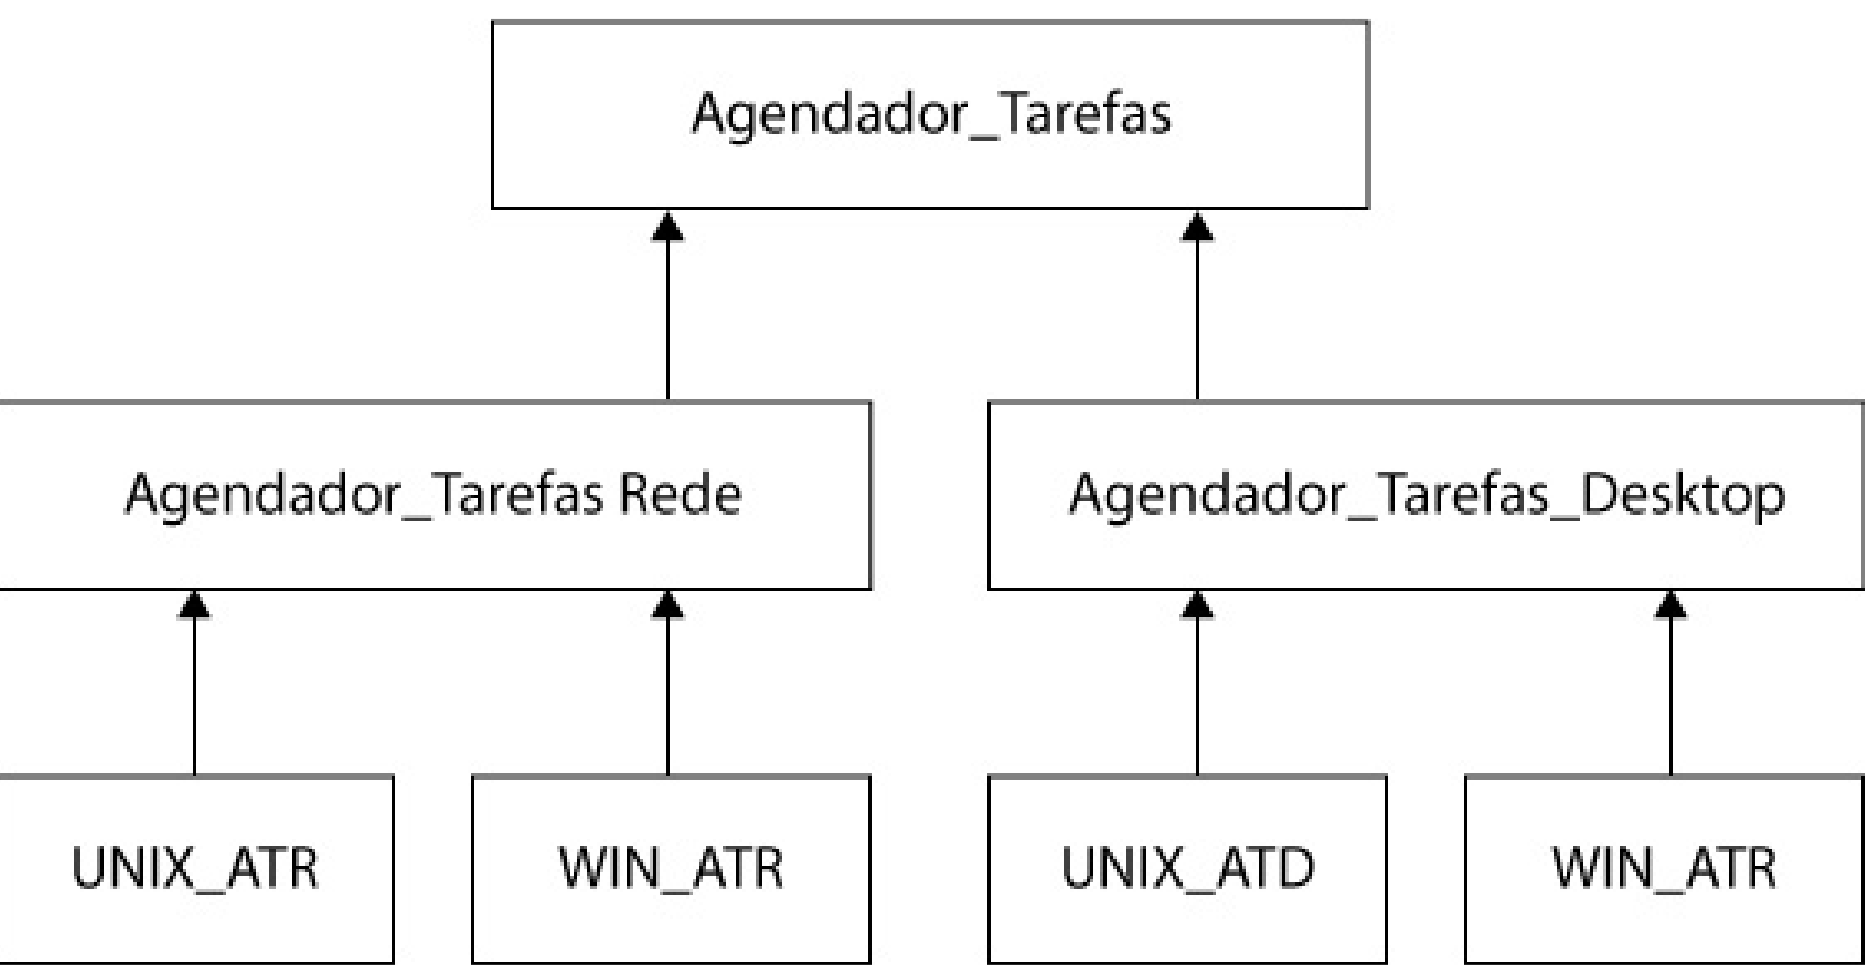 Agendador_Tarefas
Agendador_Tarefas Rede
Agendador_Tarefas_Desktop
UNIX_ATR
WIN_ATR
UNIX_ATD
WIN_ATR